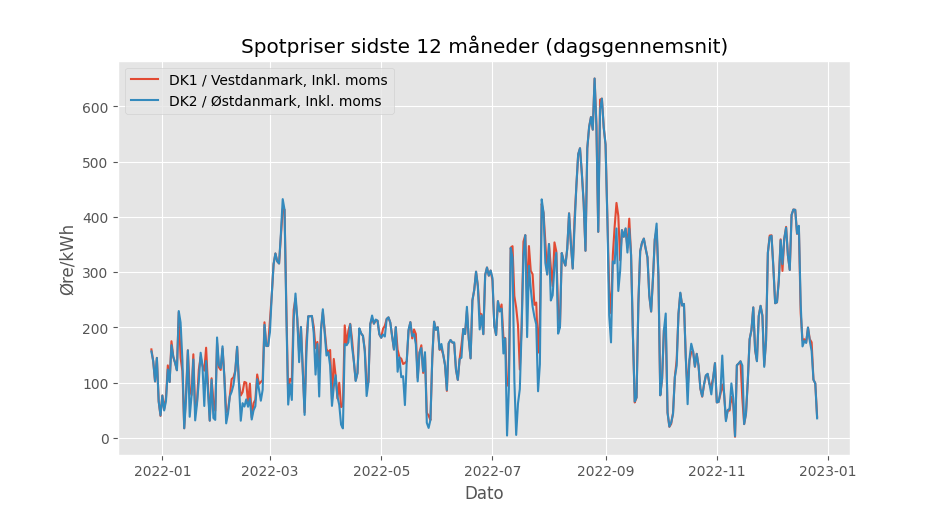 Spotpriser sidste 12 måneder (dagsgennemsnit)
DK1 / Vestdanmark, Inkl. moms
DK2 / Østdanmark, Inkl. moms
Øre/kWh
600
500
400
300
200
100
0
2022-01
2022-03
2022-05
2022-07
2022-09
2022-11
2023-01
Dato